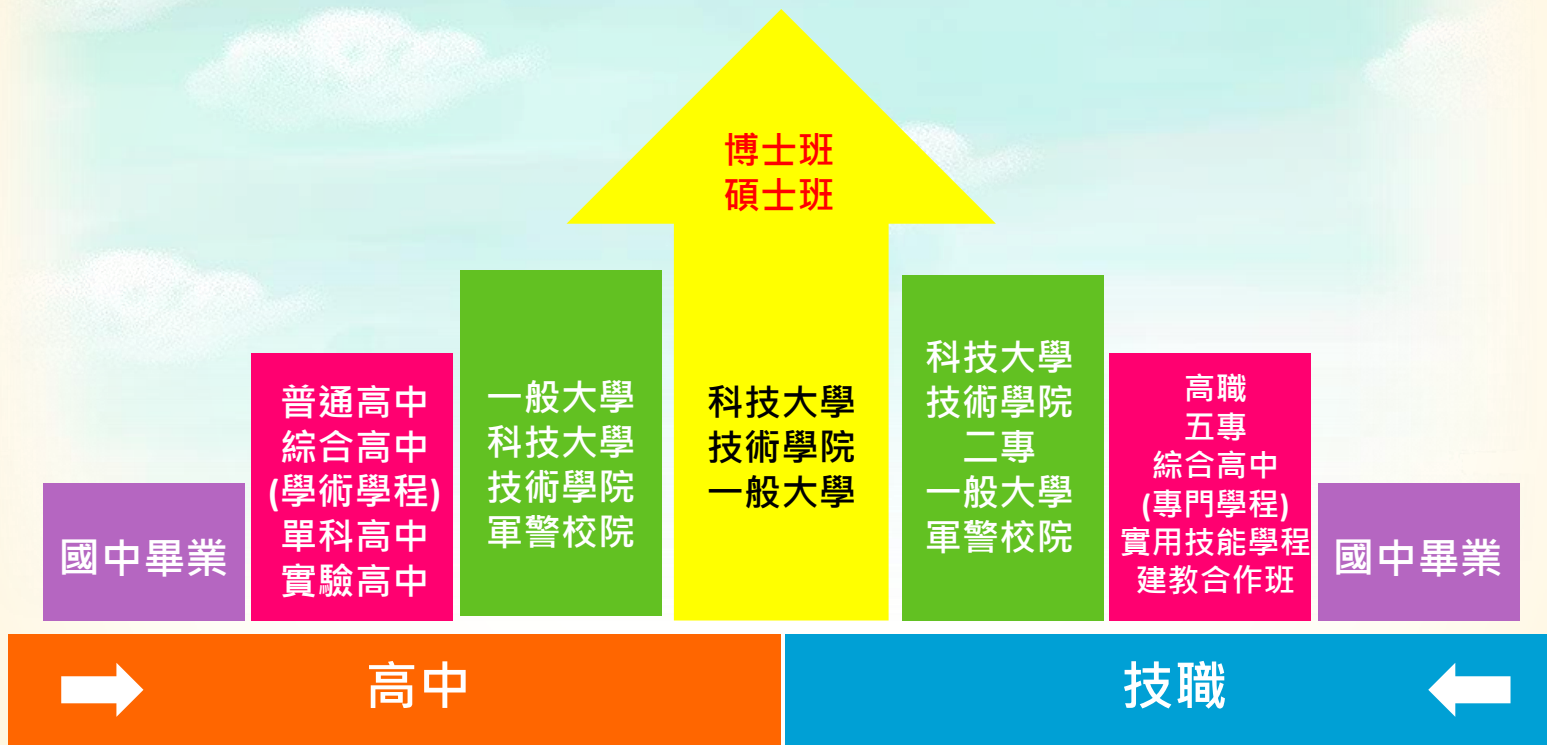 博士班
碩士班
科技大學
技術學院
一般大學
國中畢業
普通高中
綜合高中
(學術學程)
單科高中
實驗高中
一般大學
科技大學
技術學院
軍警校院
科技大學
技術學院
二專
一般大學
軍警校院
高職
五專
綜合高中
(專門學程)
實用技能學程
建教合作班
國中畢業
高中
技職